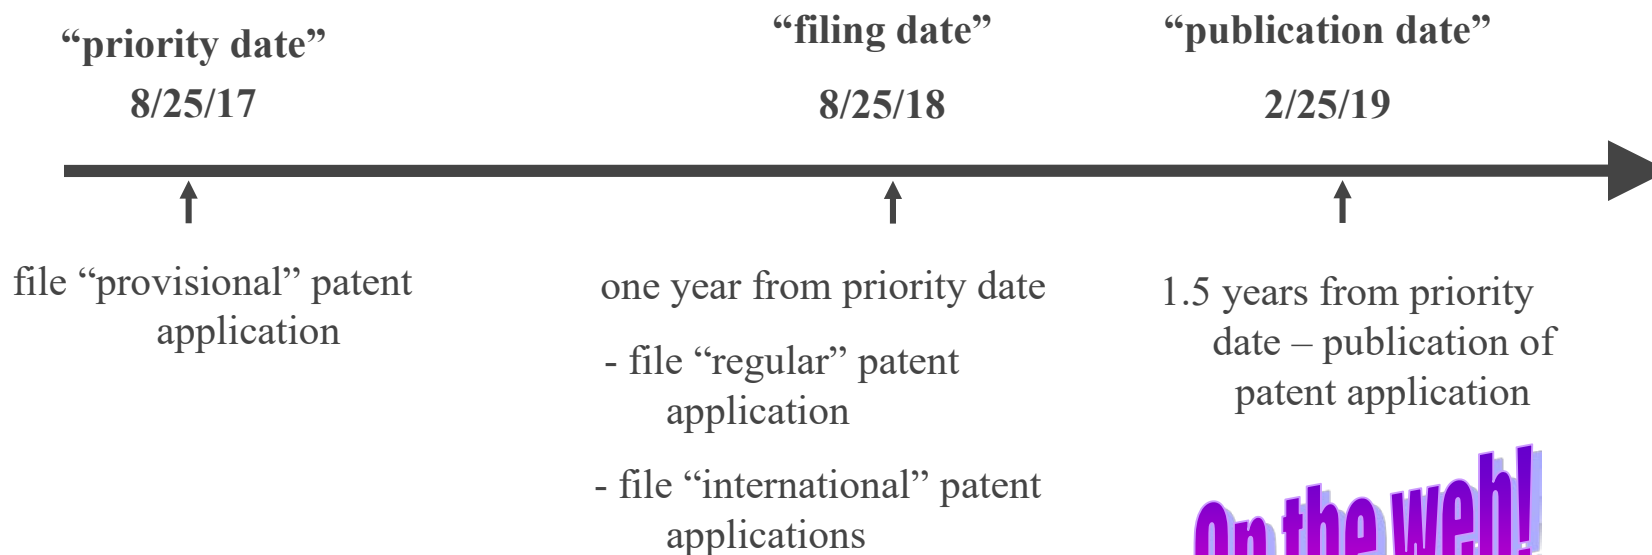 “priority date”
8/25/17
“filing date”
8/25/18
“publication date”
2/25/19
file “provisional” patent
application
one year from priority date
- file “regular” patent
application
- file “international” patent
applications
1.5 years from priority
date – publication of
patent application
On the web!